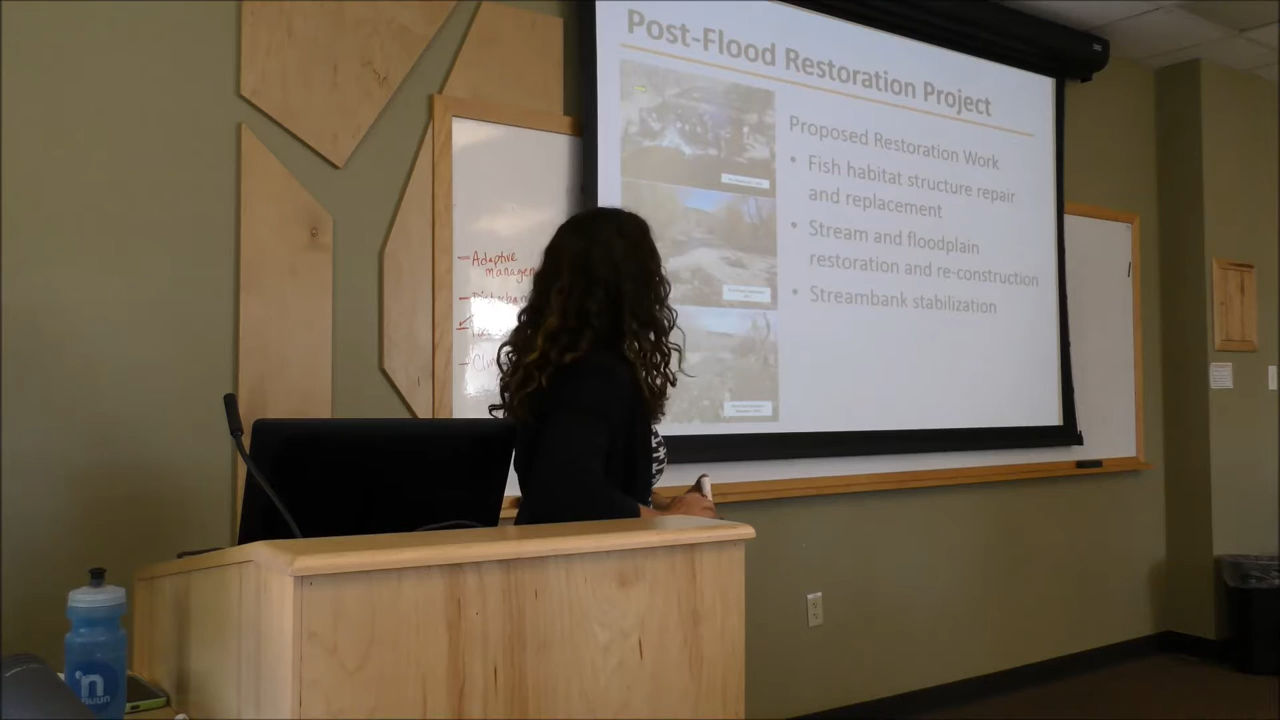 Post-Flood Restoration Project
Proposed Restoration Work
• Fish habitat structure repair
and replacement
• Stream and floodplain
restoration and re-construction
• Streambank stabilization
- Adaptive
nuun